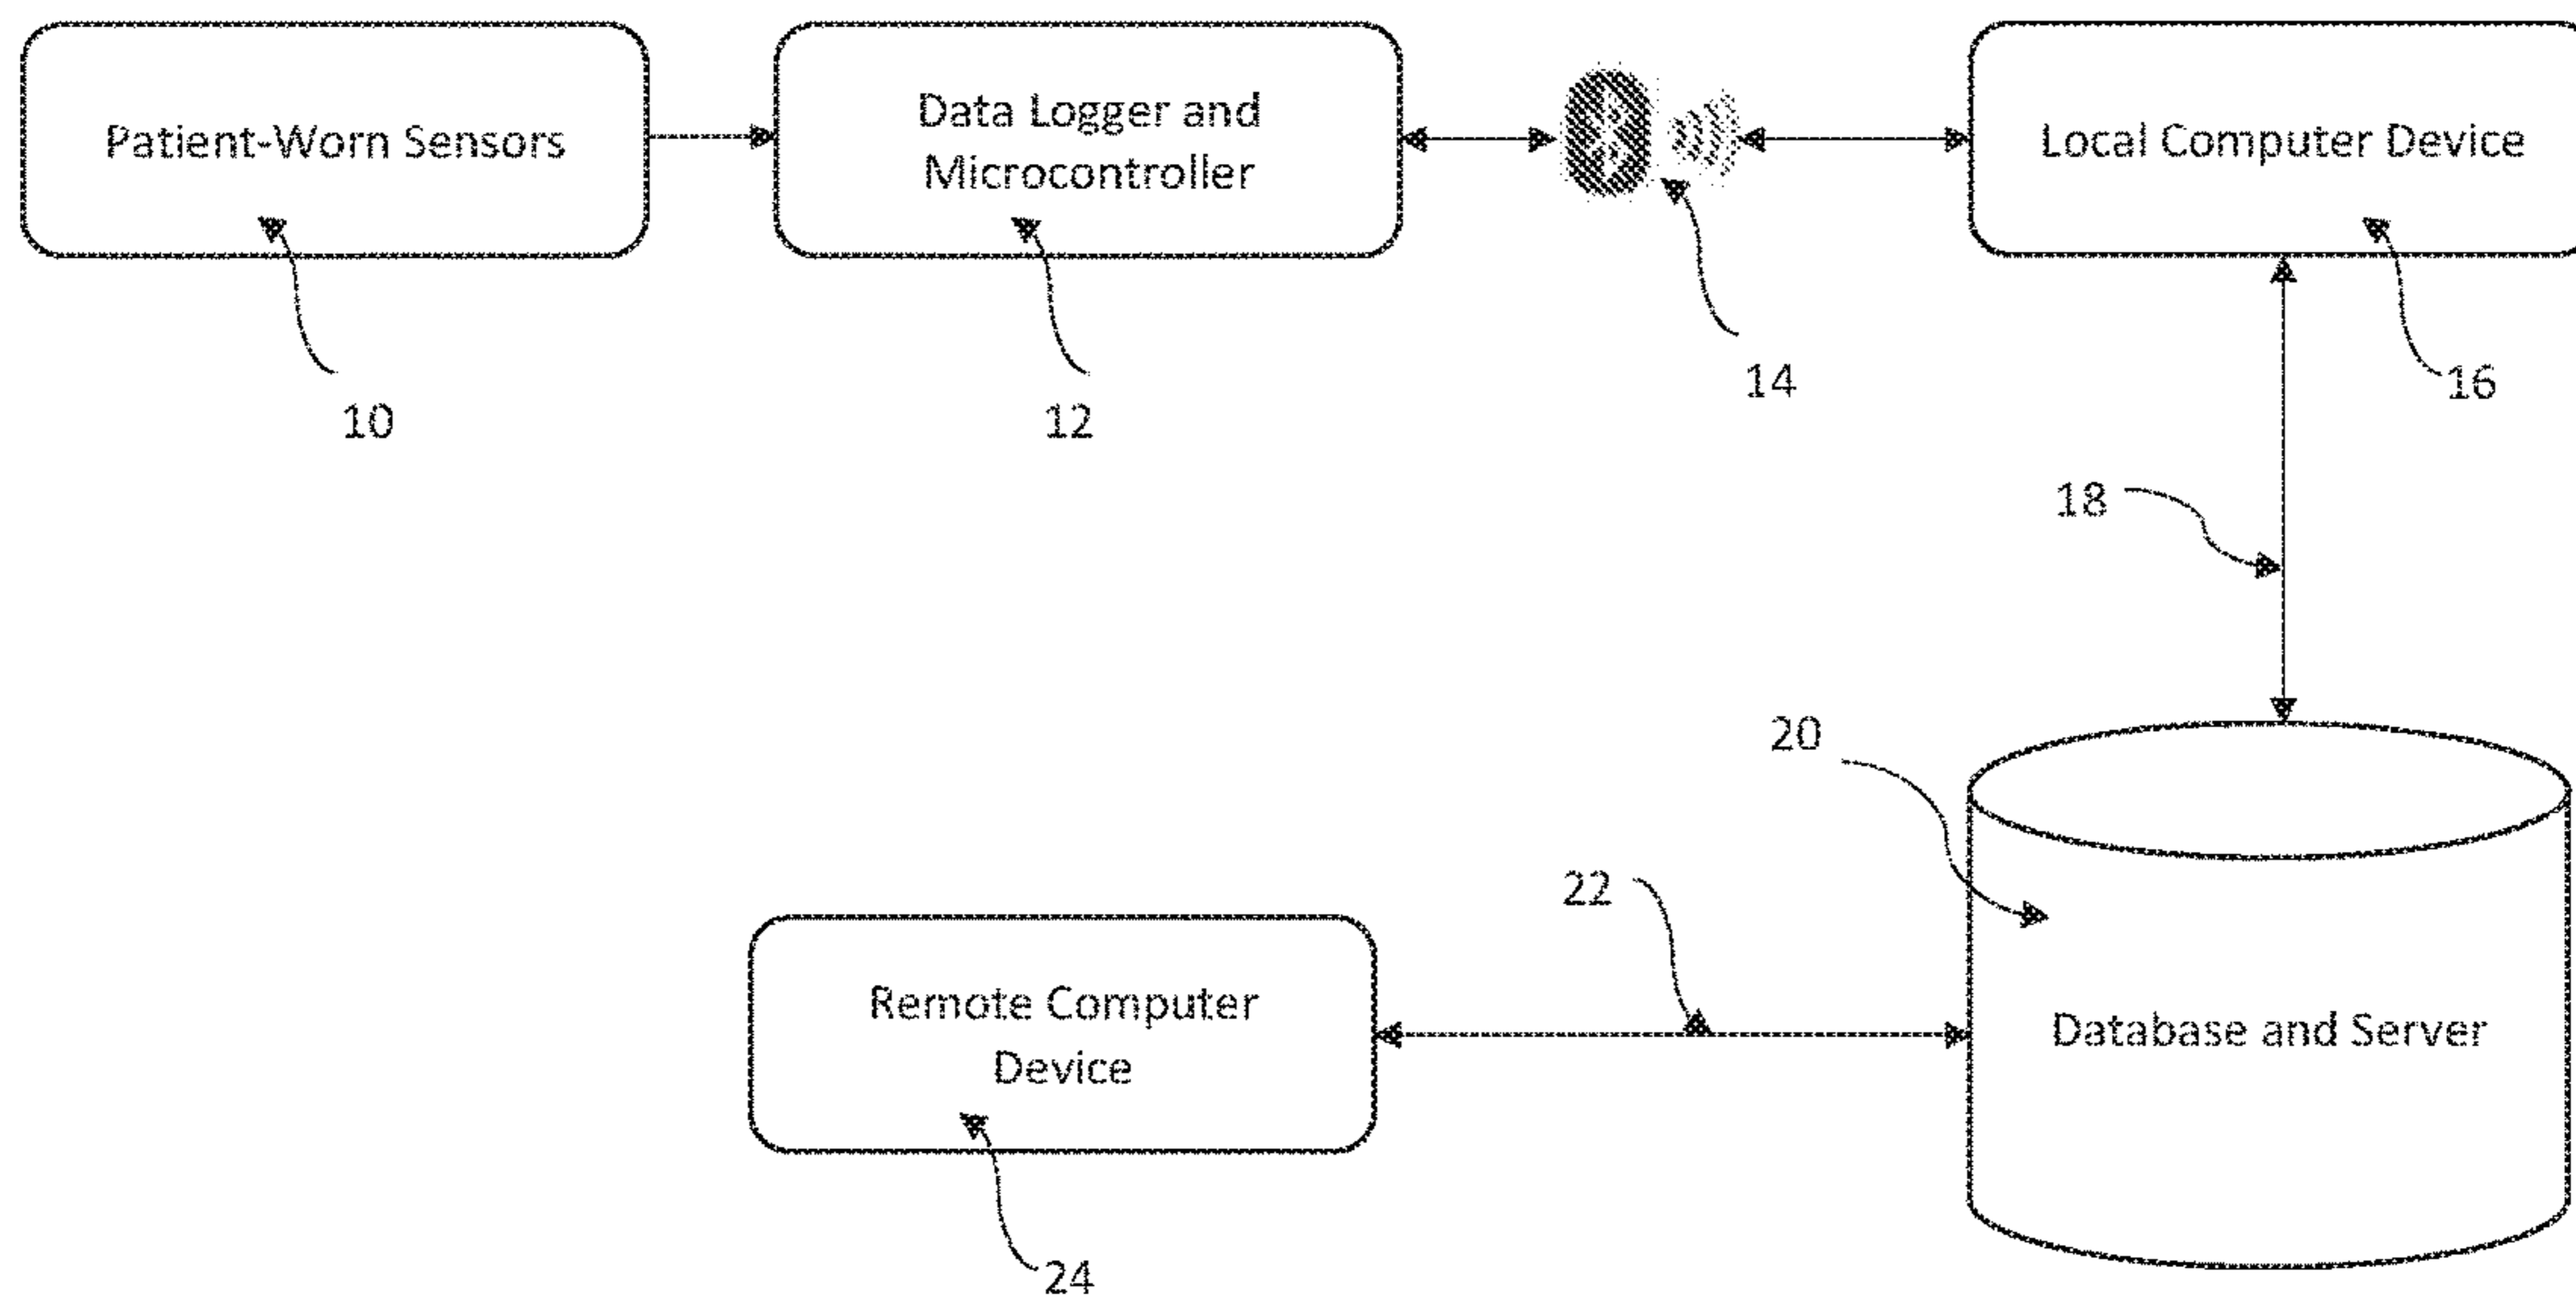 Patient-Worn Sensors
Data Logger and
Microcontroller
Local Computer Device
10
12
14
16
18
20
22
Remote Computer
Device
Database and Server
24